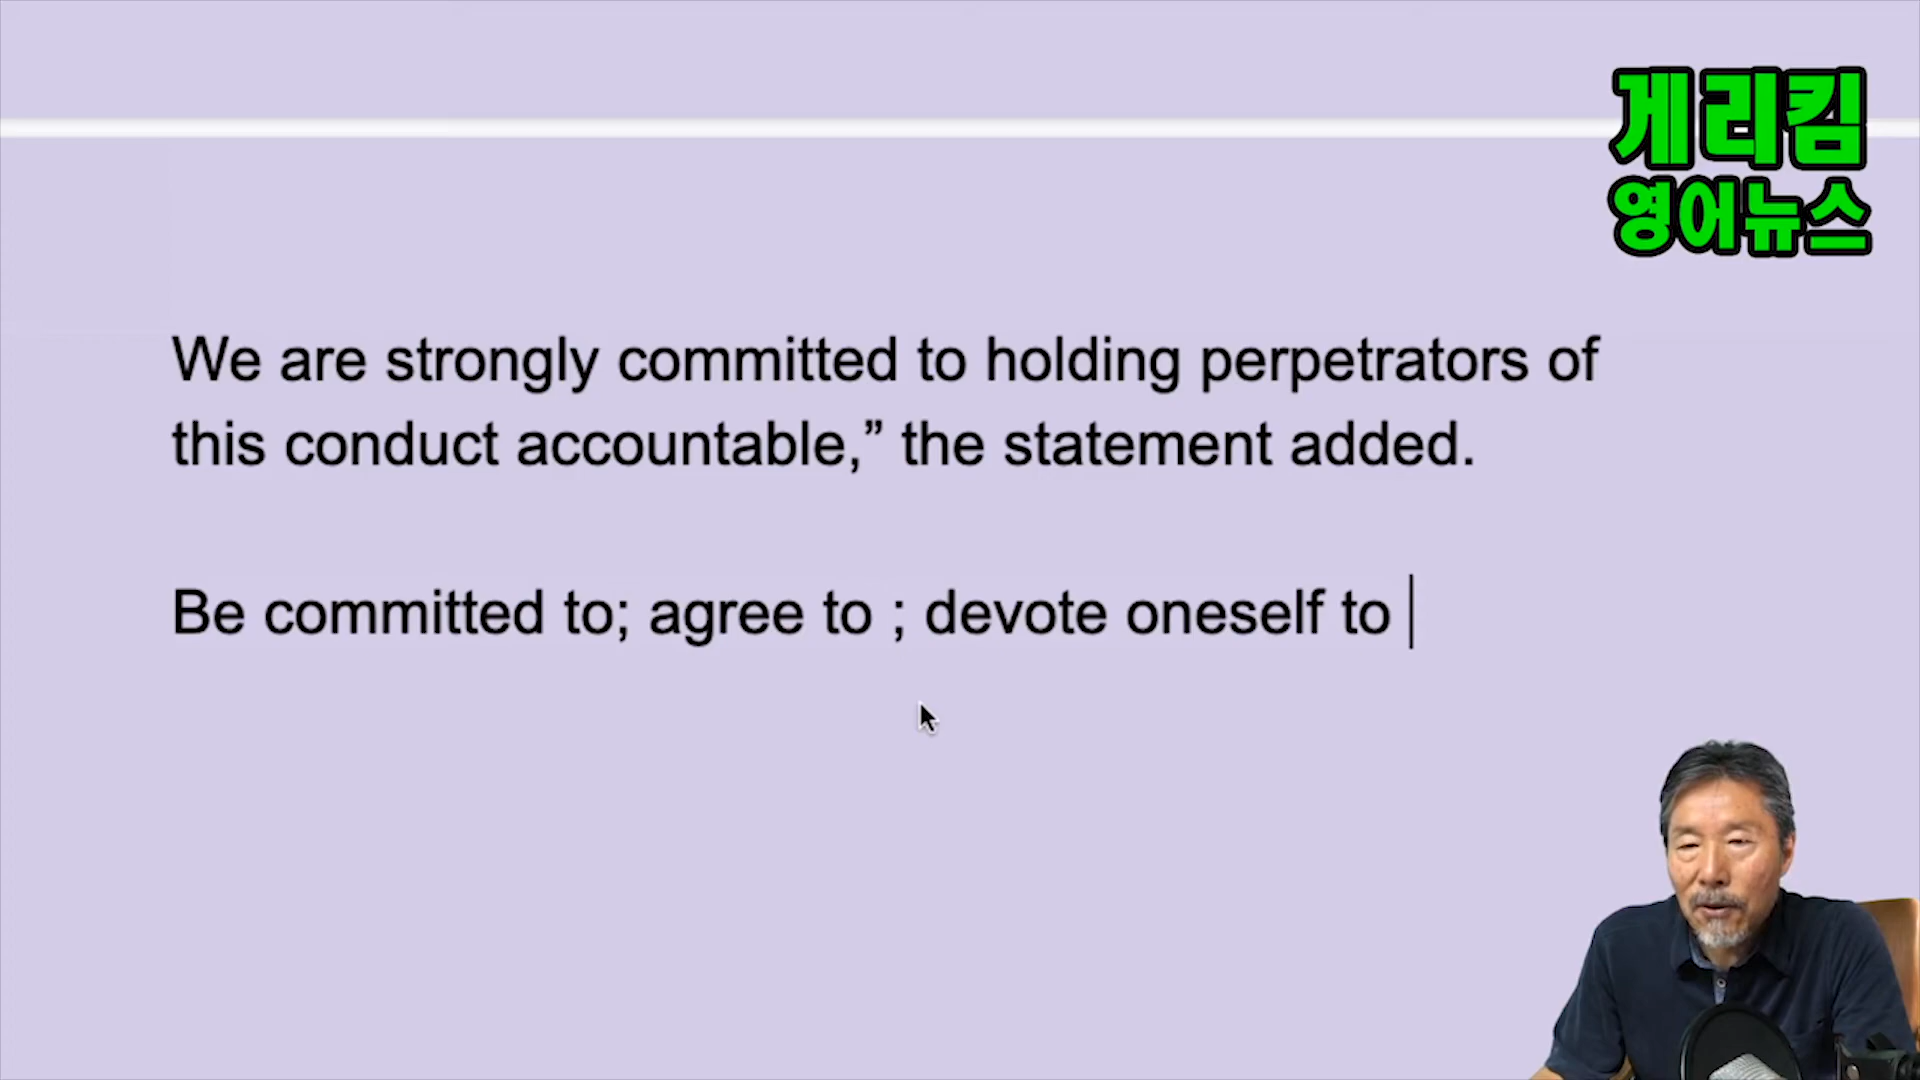 게리킴
영어뉴스
We are strongly committed to holding perpetrators of
this conduct accountable,” the statement added.
Be committed to; agree to ; devote oneself to